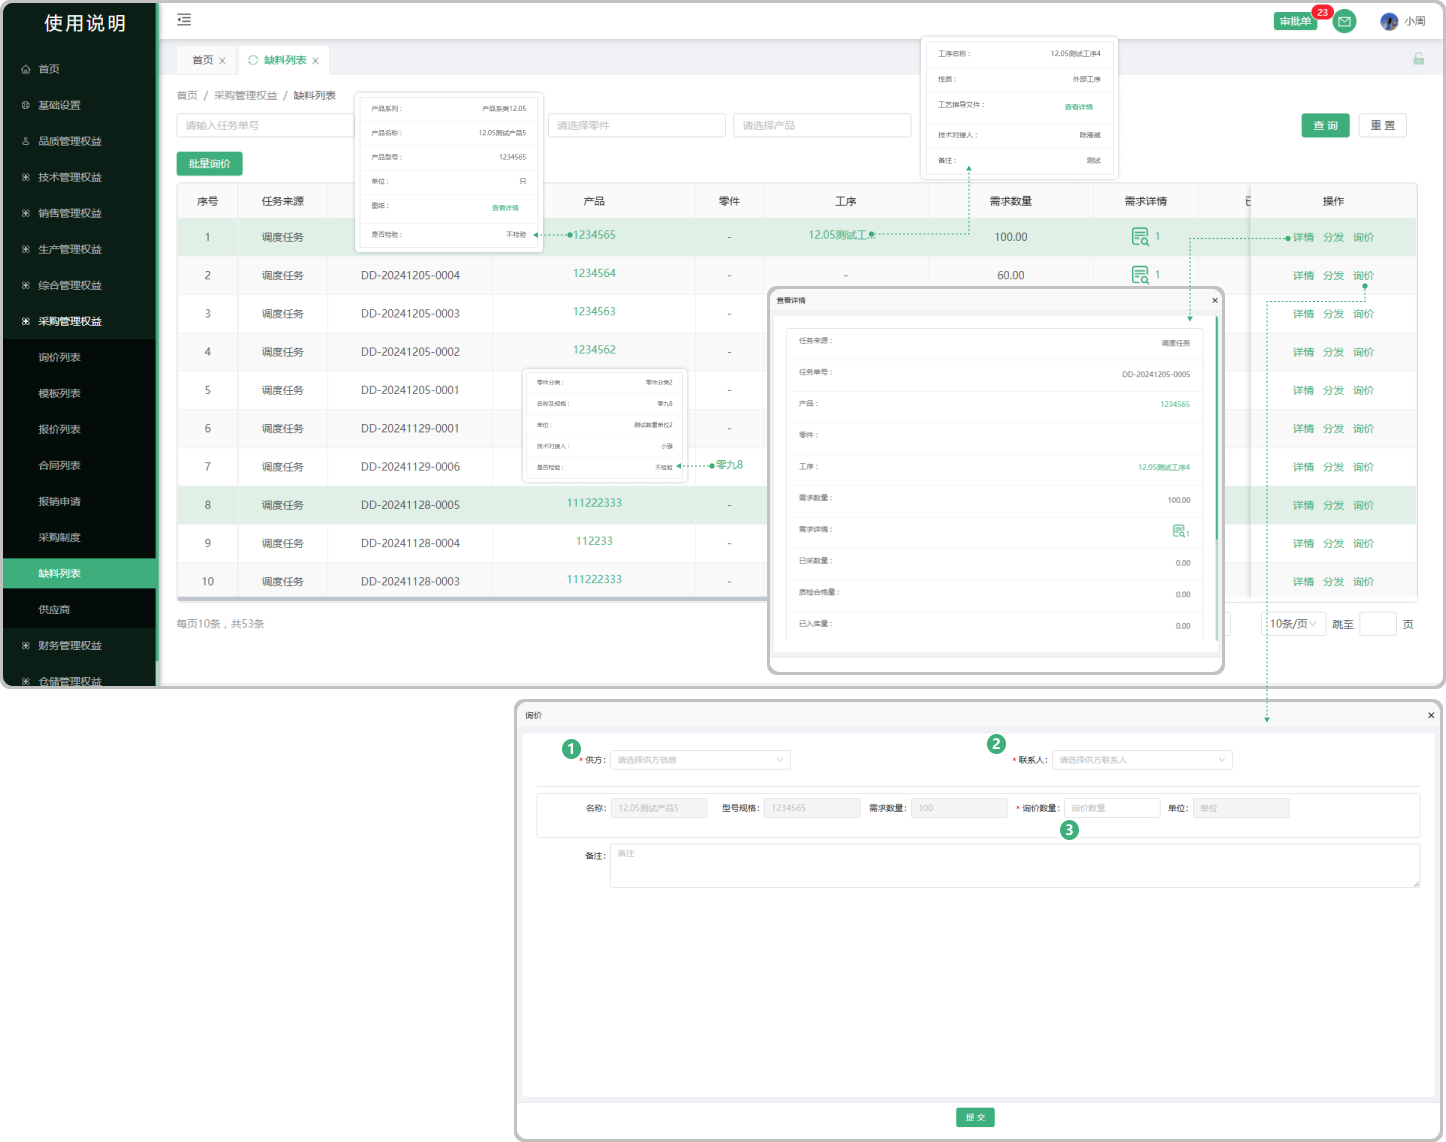 使用说明
审批单
23
小周
首页
基础设置
品质管理权益
技术管理权益
销售管理权益
生产管理权益
综合管理权益
采购管理权益
询价列表
模板列表
报价列表
合同列表
报销申请
采购制度
缺料列表
供应商
财务管理权益
仓储管理权益
首页 ×
缺料列表 ×
首页 / 采购管理权益 / 缺料列表
请输入任务单号
请选择零件
请选择产品
查 询
重 置
批量询价
产品系列： 产品系类12.05
产品名称： 12.05测试产品5
产品型号： 1234565
单位： 只
图纸： 查看详情
是否检验： 不检验
工序名称： 12.05测试工序4
性质： 外部工序
工艺指导文件： 查看详情
技术对接人： 陈港威
备注： 测试
序号 任务来源 产品 零件 工序 需求数量 需求详情 操作
1 调度任务 1234565 - 12.05测试工... 100.00 1 详情 分发 询价
2 调度任务 DD-20241205-0004 1234564 - - 60.00 1 详情 分发 询价
3 调度任务 DD-20241205-0003 1234563 - 详情 分发 询价
4 调度任务 DD-20241205-0002 1234562 - 详情 分发 询价
5 调度任务 DD-20241205-0001 - 详情 分发 询价
6 调度任务 DD-20241129-0001 - 详情 分发 询价
7 调度任务 DD-20241129-0006 零九8 详情 分发 询价
8 调度任务 DD-20241128-0005 111222333 - 详情 分发 询价
9 调度任务 DD-20241128-0004 112233 - 详情 分发 询价
10 调度任务 DD-20241128-0003 111222333 - 详情 分发 询价
零件分类： 零件分类2
名称及规格： 零九8
单位： 测试数量单位2
技术对接人： 小强
是否检验： 不检验
每页10条，共53条
10条/页 跳至 页
查看详情 ×
任务来源： 调度任务
任务单号： DD-20241205-0005
产品： 1234565
零件：
工序： 12.05测试工序4
需求数量： 100.00
需求详情： 1
已采数量： 0.00
质检合格量： 0.00
已入库量： 0.00
询价 ×
1
* 供方： 请选择供方信息
2
* 联系人： 请选择供方联系人
名称： 12.05测试产品5 型号规格： 1234565 需求数量： 100 * 询价数量： 询价数量 单位： 单位
3
备注： 备注
提 交